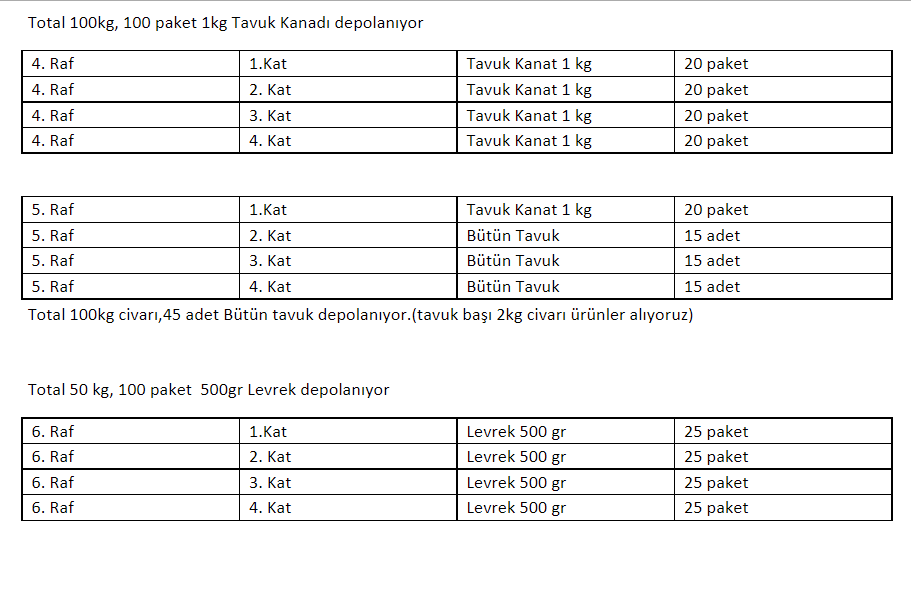 Total 100kg, 100 paket 1kg Tavuk Kanadı depolanıyor
4. Raf 1.Kat Tavuk Kanat 1 kg 20 paket
4. Raf 2. Kat Tavuk Kanat 1 kg 20 paket
4. Raf 3. Kat Tavuk Kanat 1 kg 20 paket
4. Raf 4. Kat Tavuk Kanat 1 kg 20 paket
5. Raf 1.Kat Tavuk Kanat 1 kg 20 paket
5. Raf 2. Kat Bütün Tavuk 15 adet
5. Raf 3. Kat Bütün Tavuk 15 adet
5. Raf 4. Kat Bütün Tavuk 15 adet
Total 100kg civarı,45 adet Bütün tavuk depolanıyor.(tavuk başı 2kg civarı ürünler alıyoruz)
Total 50 kg, 100 paket  500gr Levrek depolanıyor
6. Raf 1.Kat Levrek 500 gr 25 paket
6. Raf 2. Kat Levrek 500 gr 25 paket
6. Raf 3. Kat Levrek 500 gr 25 paket
6. Raf 4. Kat Levrek 500 gr 25 paket